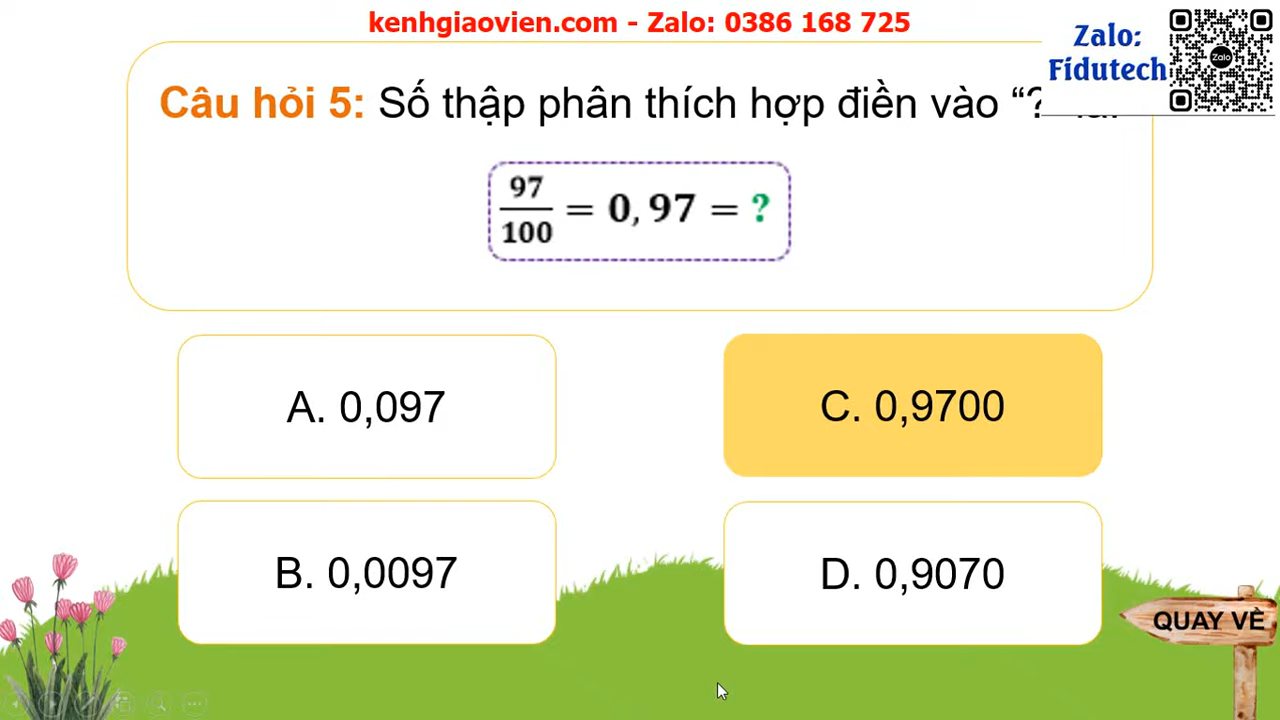 kenhgiaovien.com - Zalo: 0386 168 725
Zalo:
Fidutech
Zalo
Câu hỏi 5: Số thập phân thích hợp điền vào “?
97/100 = 0, 97 = ?
A. 0,097
C. 0,9700
B. 0,0097
D. 0,9070
QUAY VỀ